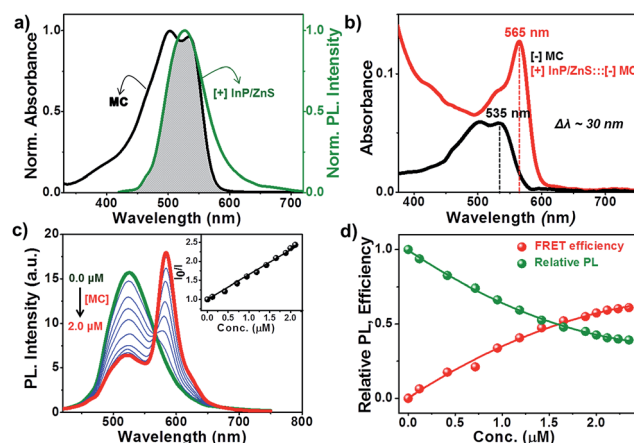 a)
1.0
0.5
0.0
Norm. Absorbance
MC
[+] InP/ZnS
1.0
0.5
0.0
Norm. PL. Intensity
400 500 600 700
Wavelength (nm)
b)
0.1
0.0
Absorbance
565 nm
[-] MC
[+] InP/ZnS:::[-] MC
535 nm
Δλ ~ 30 nm
400 500 600 700
Wavelength (nm)
c)
20
15
10
5
0
PL. Intensity (a.u.)
0.0 μM
[MC]
2.0 μM
2.5
2.0
1.5
1.0
0.5
I0/I
0.0 0.5 1.0 1.5 2.0
Conc. (μM)
500 600 700 800
Wavelength (nm)
d)
1.0
0.5
0.0
Relative PL, Efficiency
FRET efficiency
Relative PL
0.0 0.5 1.0 1.5 2.0
Conc. (μM)